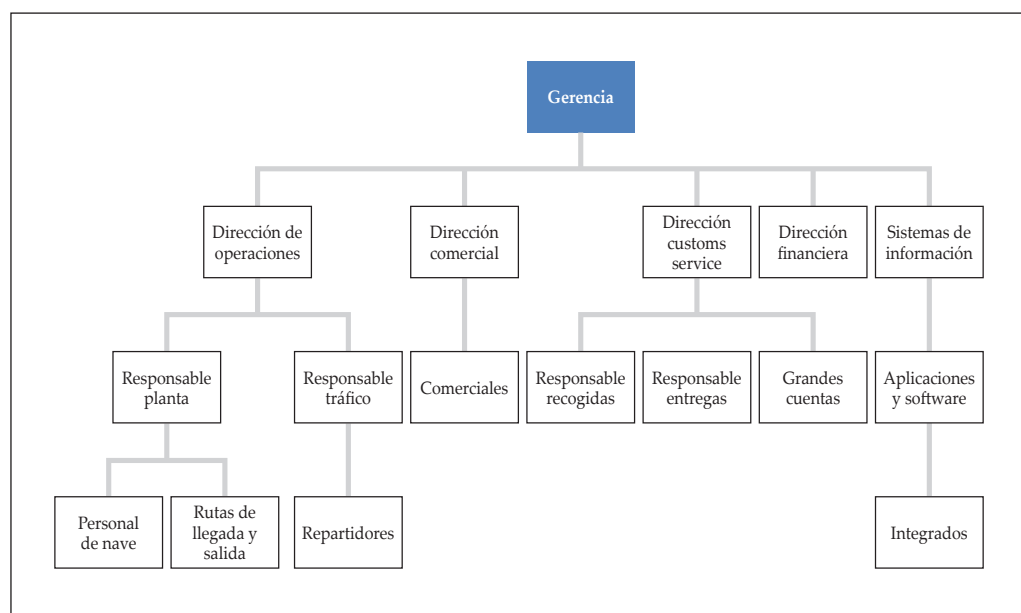 Gerencia
Dirección de
operaciones
Dirección
comercial
Dirección
customs
service
Dirección
financiera
Sistemas de
información
Responsable
planta
Responsable
tráfico
Comerciales
Responsable
recogidas
Responsable
entregas
Grandes
cuentas
Aplicaciones
y software
Personal
de nave
Rutas de
llegada y
salida
Repartidores
Integrados